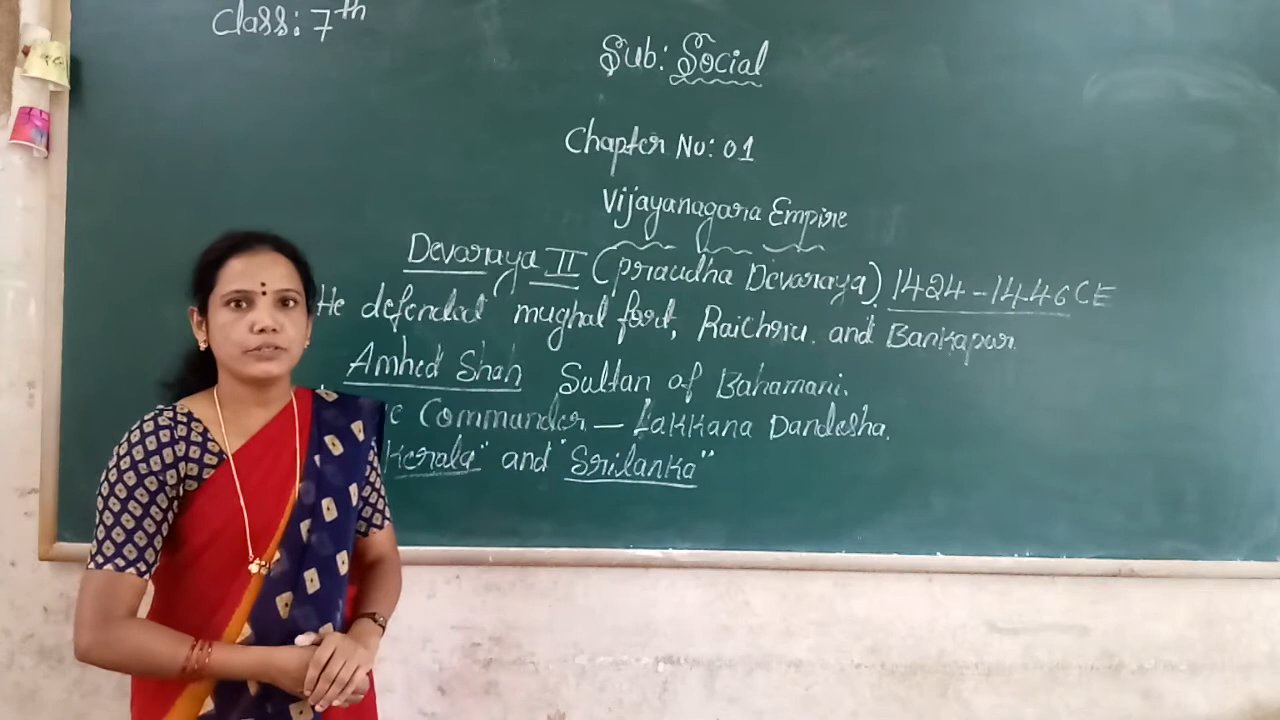 Class: 7th
Sub: Social
Chapter No: 01
Vijayanagara Empire
Devaraya II (praudha Devaraya) 1424-1446 CE
He defended mughal fort, Raichru. and Bankapur.
Amhed Shah Sultan of Bahamani.
Commander - Lakkana Dandesha.
"Kerala" and "Srilanka"